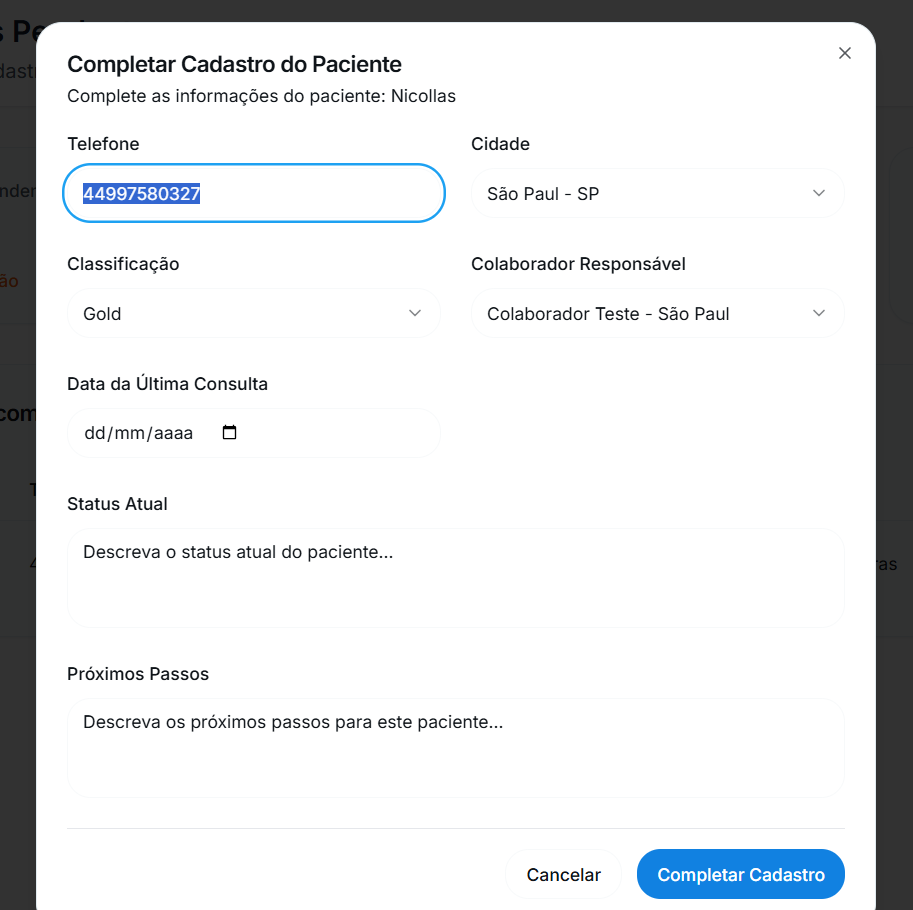 Completar Cadastro do Paciente
Complete as informações do paciente: Nicollas
Telefone
Cidade
44997580327
São Paul - SP
Classificação
Colaborador Responsável
Gold
Colaborador Teste - São Paul
Data da Última Consulta
dd/mm/aaaa
Status Atual
Descreva o status atual do paciente...
Próximos Passos
Descreva os próximos passos para este paciente...
Cancelar
Completar Cadastro